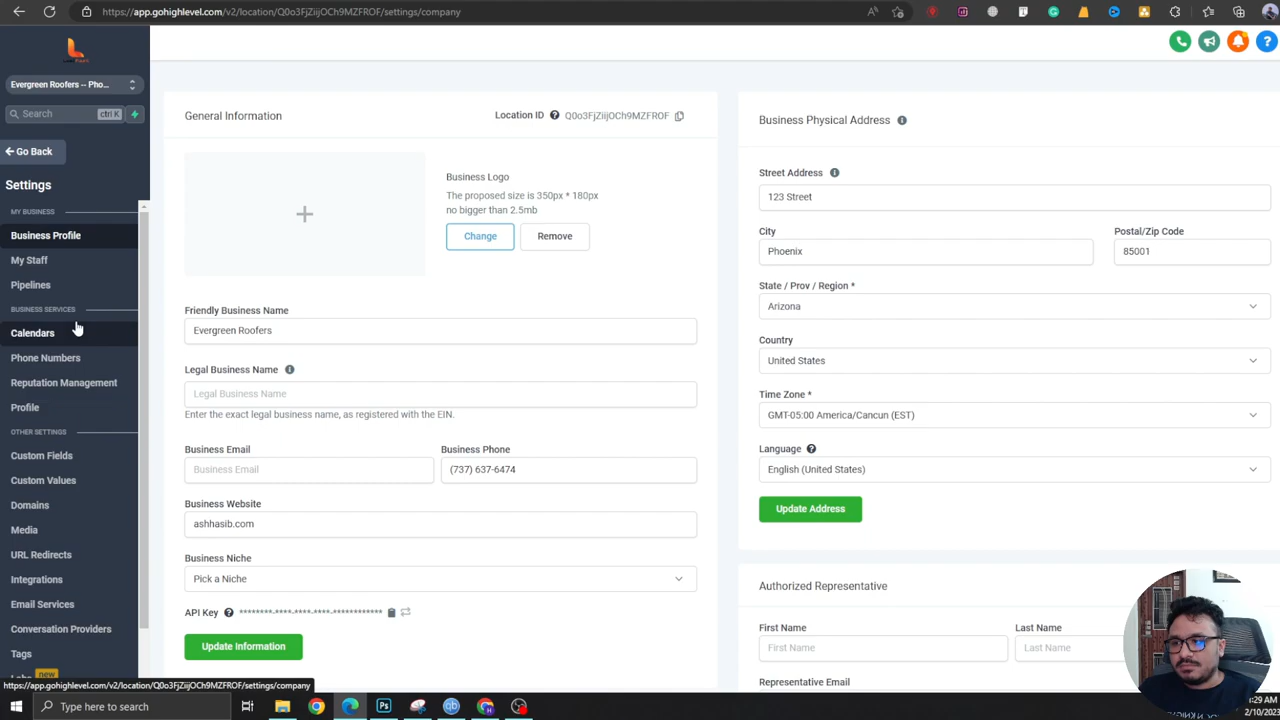 https://app.gohighlevel.com/v2/location/Q0o3FjZiijOCh9MZFROF/settings/company
Evergreen Roofers -- Pho...
Search
ctrl K
Go Back
Settings
MY BUSINESS
Business Profile
My Staff
Pipelines
BUSINESS SERVICES
Calendars
Phone Numbers
Reputation Management
Profile
OTHER SETTINGS
Custom Fields
Custom Values
Domains
Media
URL Redirects
Integrations
Email Services
Conversation Providers
Tags
new
https://app.gohighlevel.com/v2/location/Q0o3FjZiijOCh9MZFROF/settings/company
General Information
Location ID
Q0o3FjZiijOCh9MZFROF
Business Logo
The proposed size is 350px * 180px
no bigger than 2.5mb
Change
Remove
Friendly Business Name
Evergreen Roofers
Legal Business Name
Legal Business Name
Enter the exact legal business name, as registered with the EIN.
Business Email
Business Phone
Business Email
(737) 637-6474
Business Website
ashhasib.com
Business Niche
Pick a Niche
API Key ********-****-****-****-************
Update Information
Business Physical Address
Street Address
123 Street
City
Postal/Zip Code
Phoenix
85001
State / Prov / Region *
Arizona
Country
United States
Time Zone *
GMT-05:00 America/Cancun (EST)
Language
English (United States)
Update Address
Authorized Representative
First Name
Last Name
First Name
Last Name
Representative Email
Type here to search
:29 AM
2/10/202